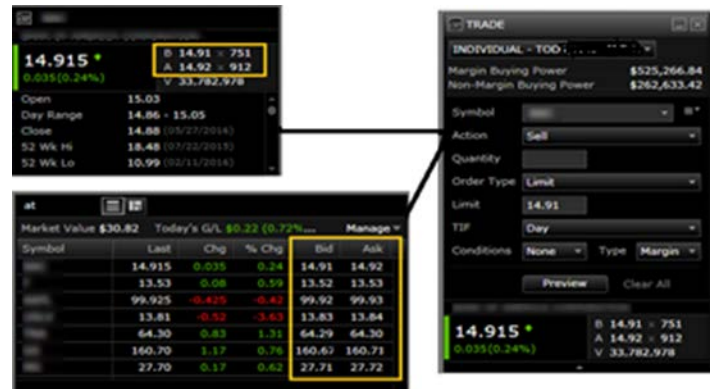 14.915
0.035(0.24%)
B 14.91 x 751
A 14.92 x 912
V 33,782,978
Open 15.03
Day Range 14.86 - 15.05
Close 14.88 (05/27/2016)
52 Wk Hi 18.48 (07/22/2015)
52 Wk Lo 10.99 (02/11/2016)
at
Market Value $30.82 Today's G/L $0.22 (0.72%... Manage
Symbol Last Chg % Chg Bid Ask
14.915 0.035 0.24 14.91 14.92
13.53 0.08 0.59 13.52 13.53
99.925 -0.425 -0.42 99.92 99.93
13.81 -0.52 -3.63 13.83 13.84
64.30 0.83 1.31 64.29 64.30
160.70 1.17 0.76 160.67 160.71
27.70 0.17 0.62 27.71 27.72
TRADE
INDIVIDUAL - TOD
Margin Buying Power $525,266.84
Non-Margin Buying Power $262,633.42
Symbol
Action Sell
Quantity
Order Type Limit
Limit 14.91
TIF Day
Conditions None Type Margin
Preview Clear All
14.915
0.035(0.24%)
B 14.91 x 751
A 14.92 x 912
V 33.782.978